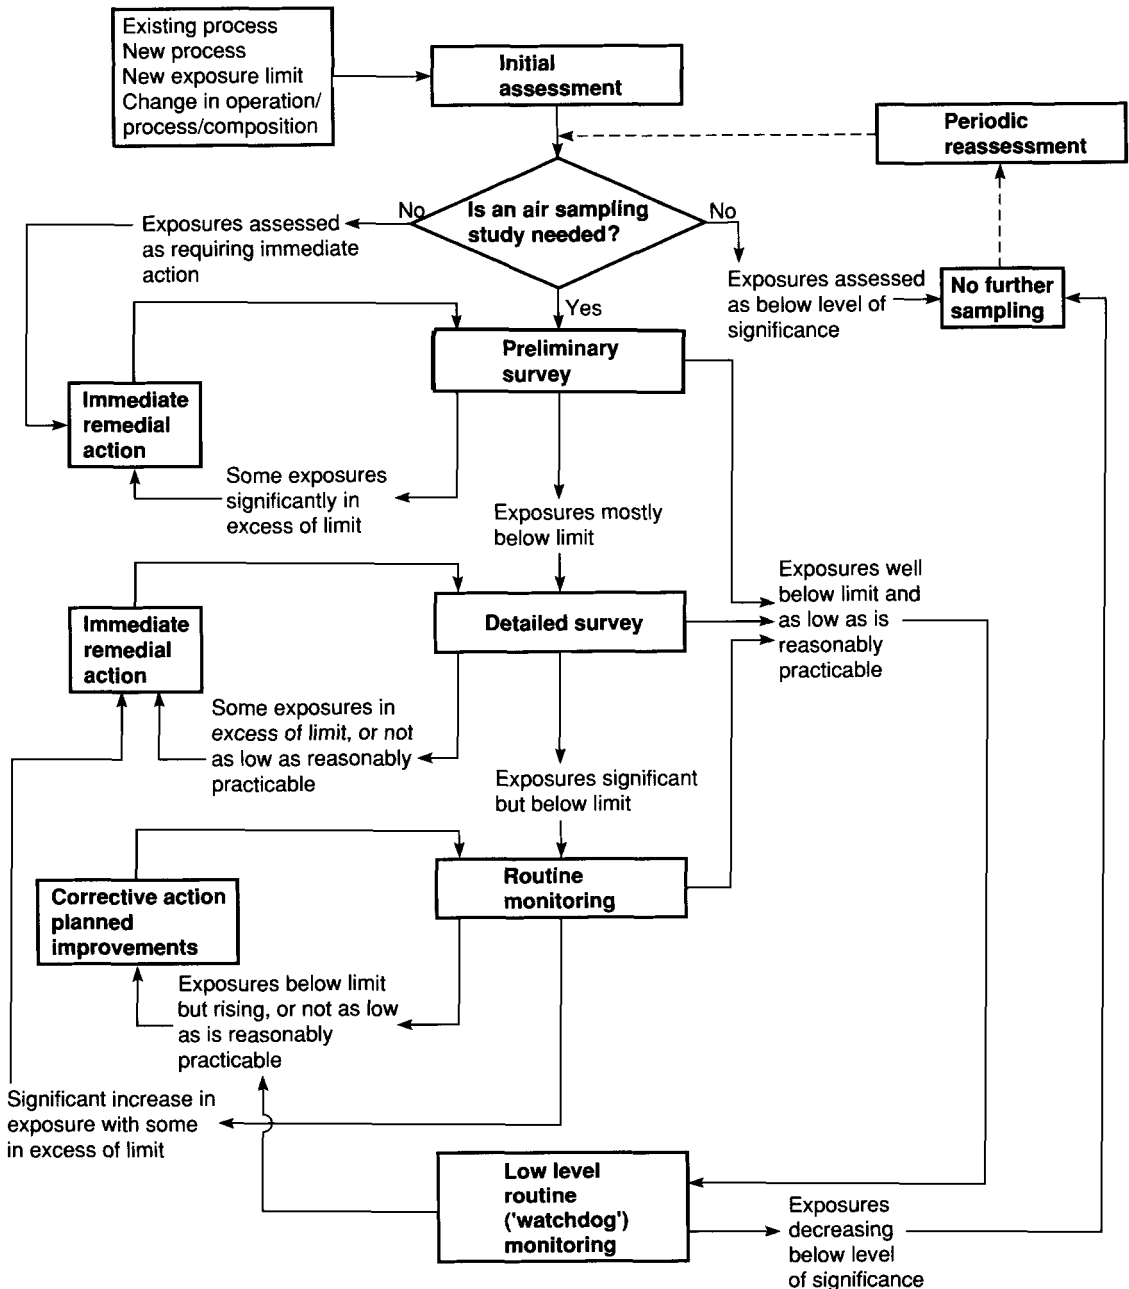 Existing process
New process
New exposure limit
Change in operation/
process/composition
Initial
assessment
Periodic
reassessment
Is an air sampling
study needed?
No
No
Yes
Exposures assessed
as requiring immediate
action
Exposures assessed
as below level of
significance
No further
sampling
Preliminary
survey
Immediate
remedial
action
Some exposures
significantly in
excess of limit
Exposures mostly
below limit
Exposures well
below limit and
as low as is
reasonably
practicable
Detailed survey
Immediate
remedial
action
Some exposures in
excess of limit, or not
as low as reasonably
practicable
Exposures significant
but below limit
Routine
monitoring
Corrective action
planned
improvements
Exposures below limit
but rising, or not as low
as is reasonably
practicable
Significant increase in
exposure with some
in excess of limit
Low level
routine
('watchdog')
monitoring
Exposures
decreasing
below level
of significance